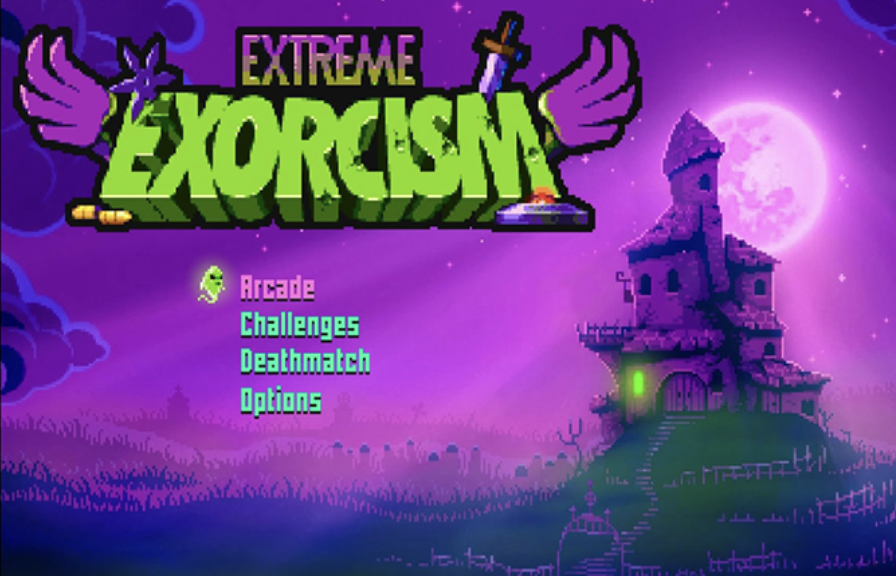 EXTREME
EXORCISM
Arcade
Challenges
Deathmatch
Options